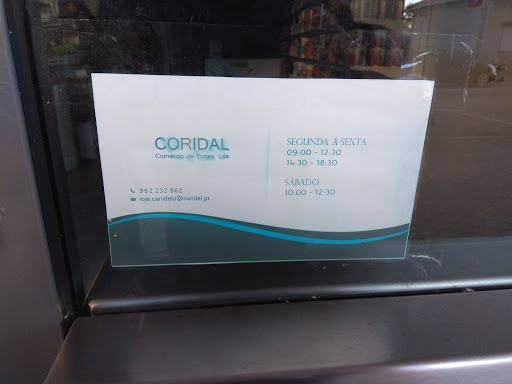 CORIDAL
Comércio de Tintas, Lda
962 232 862
loja.canidelo@coridal.pt
SEGUNDA A SEXTA
09:00 - 12:30
14:30 - 18:30
SÁBADO
10:00 - 12:30